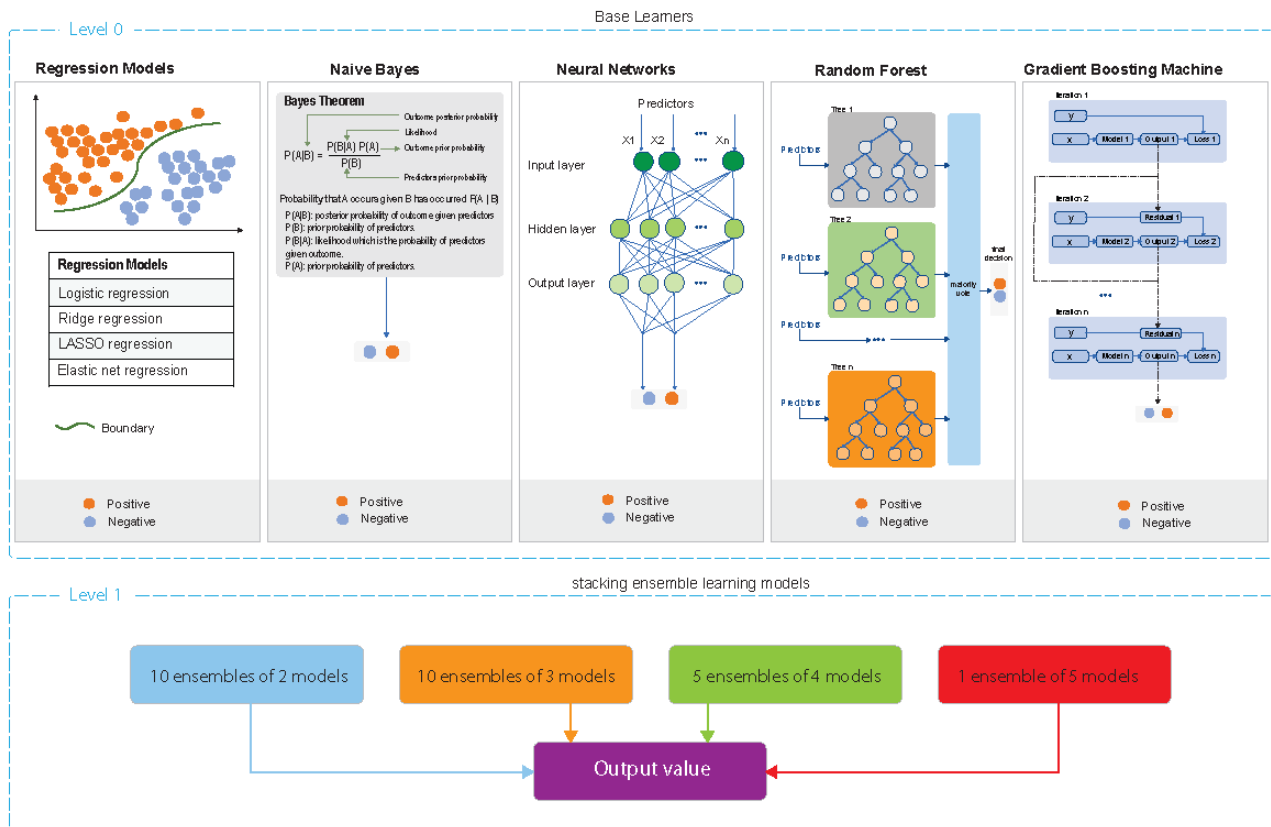 Base Learners
Level 0
Regression Models
Regression Models
Logistic regression
Ridge regression
LASSO regression
Elastic net regression
Boundary
Positive
Negative
Naive Bayes
Bayes Theorem
Outcome posterior probability
Likelihood
P(A|B) = P(B|A) P(A) / P(B)
Outcome prior probability
Predictors prior probability
Probability that A occurs given B has occurred P(A | B)
P(A|B): posterior probability of outcome given predictors
P(B): prior probability of predictors.
P(B|A): likelihood which is the probability of predictors
given outcome.
P(A): prior probability of predictors.
Positive
Negative
Neural Networks
Predictors
X1 X2 ... Xn
Input layer
...
Hidden layer
...
Output layer
...
Positive
Negative
Random Forest
Tree 1
Predictors
Tree 2
Predictors
Predictors
...
Tree n
Predictors
majority
vote
final
decision
Positive
Negative
Gradient Boosting Machine
Iteration 1
y
x Model 1 Output 1 Loss 1
Iteration 2
y Residual 1
x Model 2 Output 2 Loss 2
...
Iteration n
y Residual n
x Model n Output n Loss n
Positive
Negative
stacking ensemble learning models
Level 1
10 ensembles of 2 models
10 ensembles of 3 models
5 ensembles of 4 models
1 ensemble of 5 models
Output value